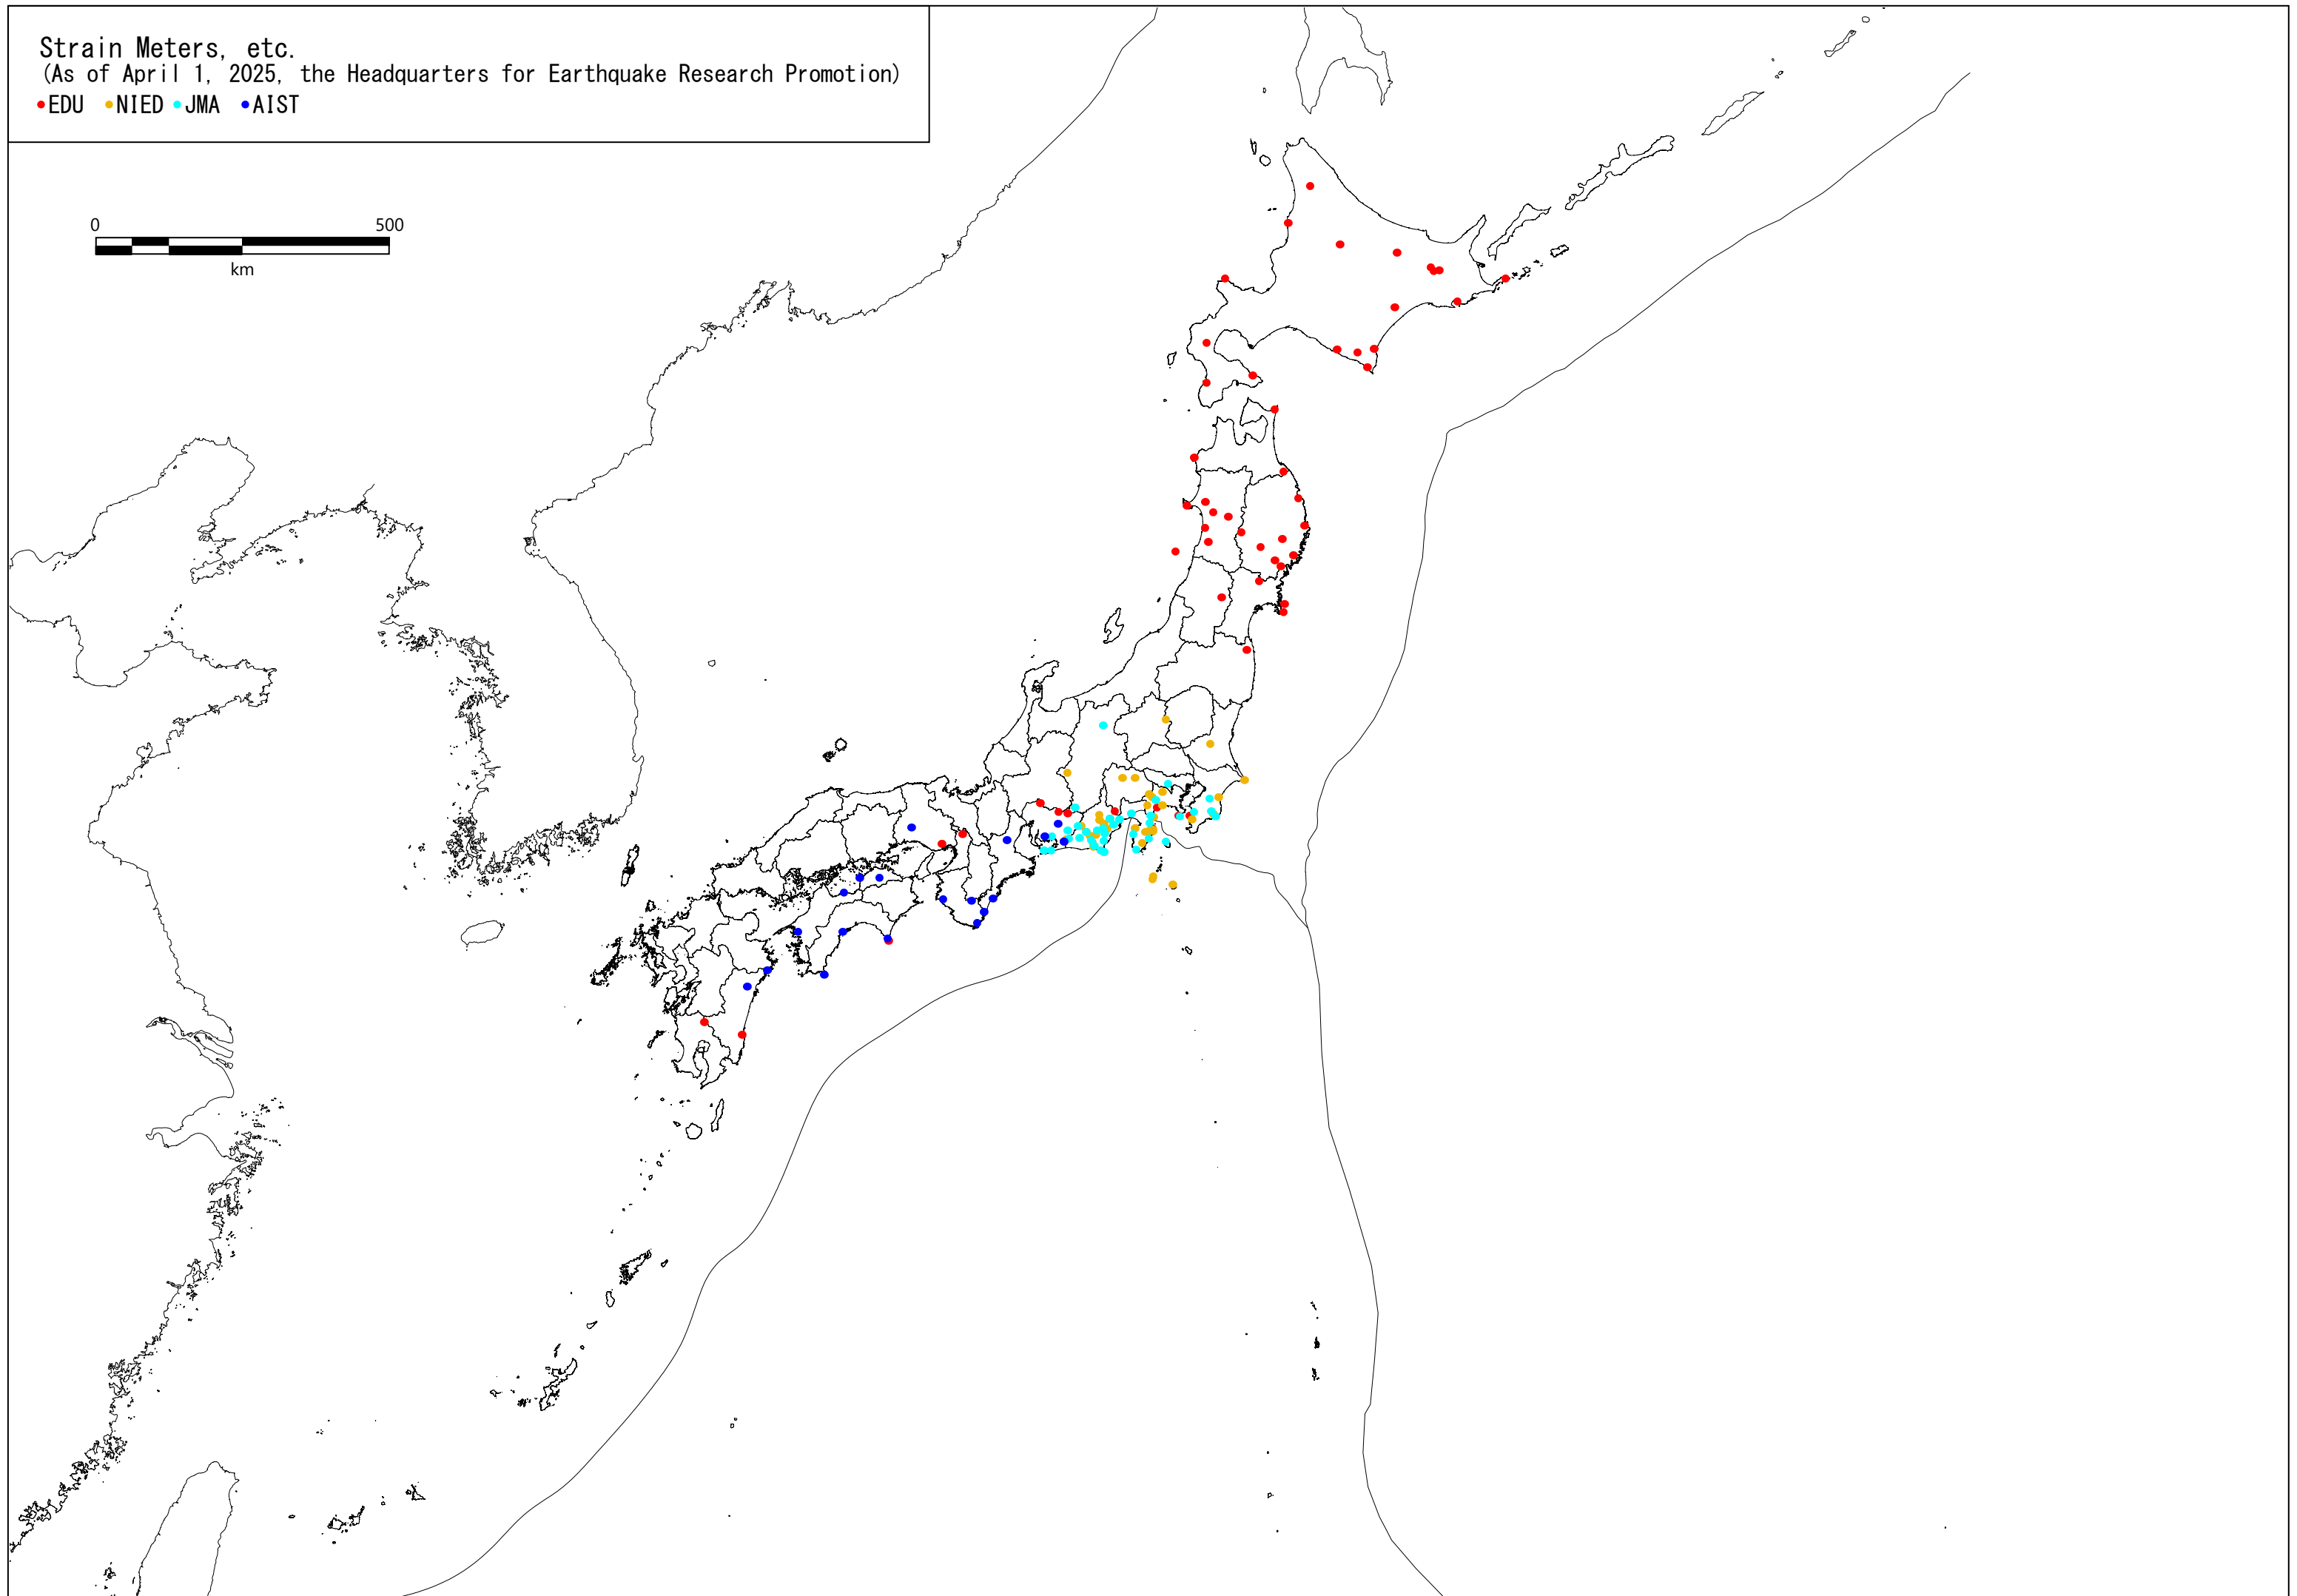 Strain Meters, etc.
(As of April 1, 2025, the Headquarters for Earthquake Research Promotion)
EDU NIED JMA AIST
0 500
km